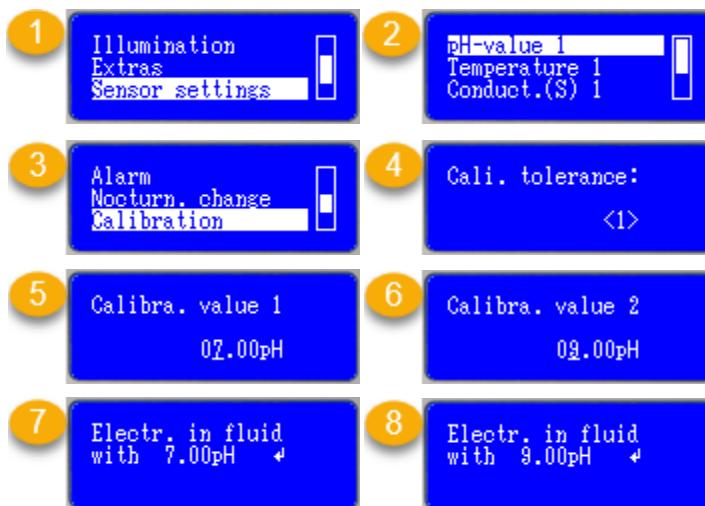 1
Illumination
Extras
Sensor settings
2
pH-value 1
Temperature 1
Conduct.(S) 1
3
Alarm
Nocturn. change
Calibration
4
Cali. tolerance:
<1>
5
Calibra. value 1
07.00pH
6
Calibra. value 2
09.00pH
7
Electr. in fluid
with 7.00pH ↲
8
Electr. in fluid
with 9.00pH ↲